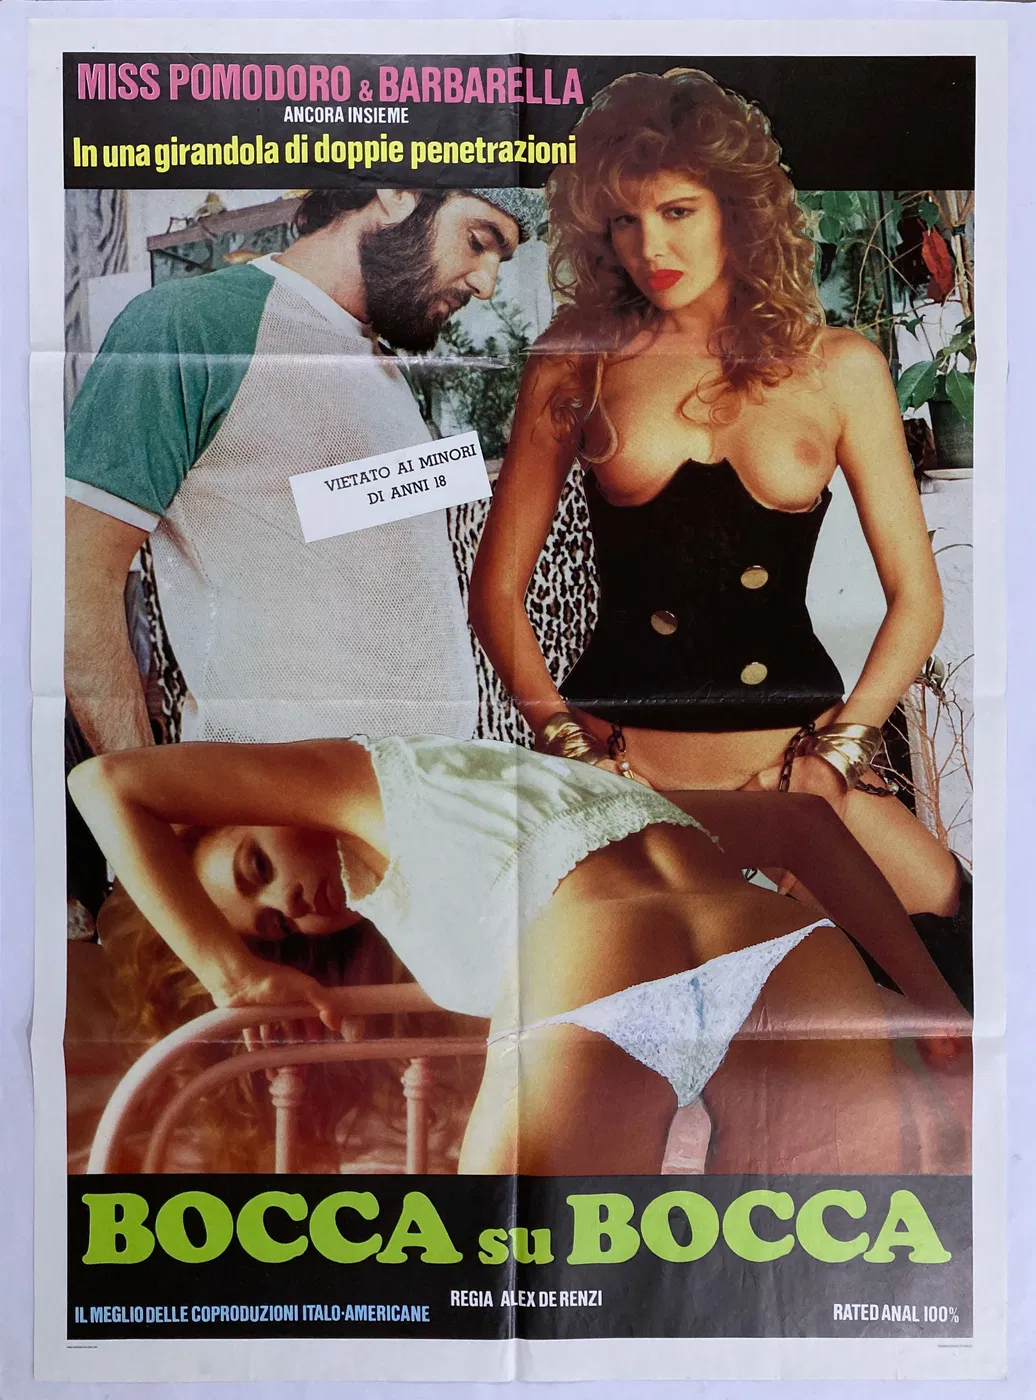 MISS POMODORO & BARBARELLA
ANCORA INSIEME
In una girandola di doppie penetrazioni
VIETATO AI MINORI
DI ANNI 18
BOCCA su BOCCA
REGIA ALEX DE RENZI
IL MEGLIO DELLE COPRODUZIONI ITALO-AMERICANE
RATED ANAL 100%